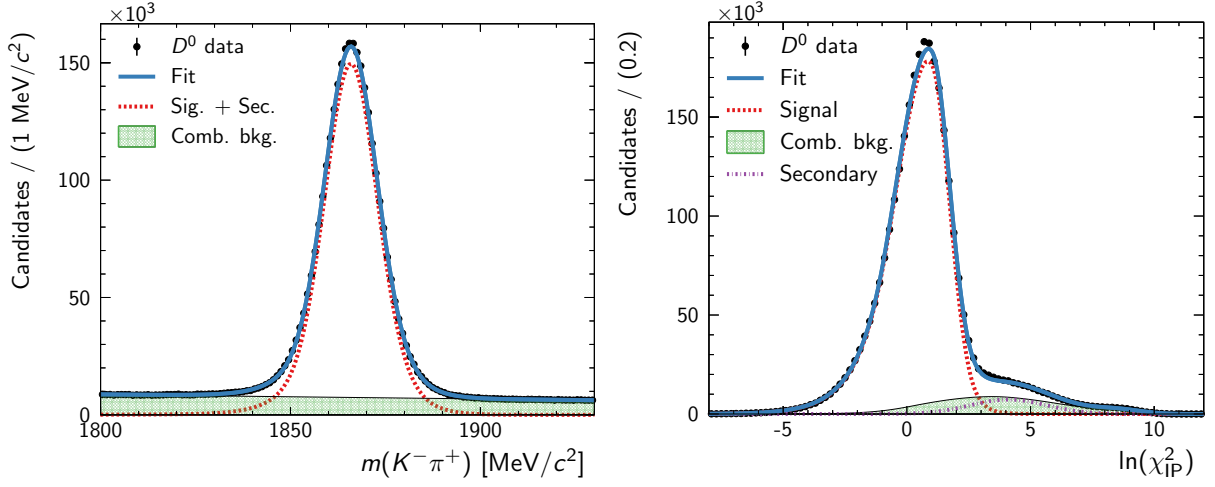 ×10³
D⁰ data
Fit
Sig. + Sec.
Comb. bkg.
Candidates / (1 MeV/c²)
150
100
50
0
1800
1850
1900
m(K⁻π⁺) [MeV/c²]
×10³
D⁰ data
Fit
Signal
Comb. bkg.
Secondary
Candidates / (0.2)
150
100
50
0
-5
0
5
10
ln(χ²_IP)